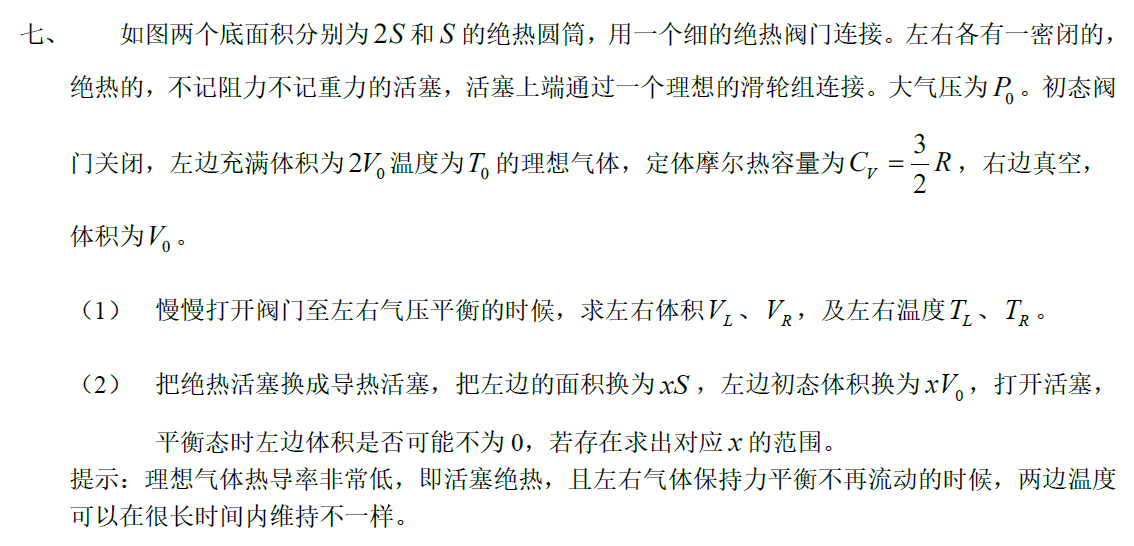 七、 如图两个底面积分别为 2S 和 S 的绝热圆筒，用一个细的绝热阀门连接。左右各有一密闭的，
绝热的，不记阻力不记重力的活塞，活塞上端通过一个理想的滑轮组连接。大气压为 P₀ 。初态阀
门关闭，左边充满体积为 2V₀ 温度为 T₀ 的理想气体，定体摩尔热容量为 C_V = 3/2 R ，右边真空，
体积为 V₀ 。
（1） 慢慢打开阀门至左右气压平衡的时候，求左右体积 V_L 、 V_R ，及左右温度 T_L 、 T_R 。
（2） 把绝热活塞换成导热活塞，把左边的面积换为 xS ，左边初态体积换为 xV₀ ，打开活塞，
平衡态时左边体积是否可能不为 0，若存在求出对应 x 的范围。
提示：理想气体热导率非常低，即活塞绝热，且左右气体保持力平衡不再流动的时候，两边温度
可以在很长时间内维持不一样。